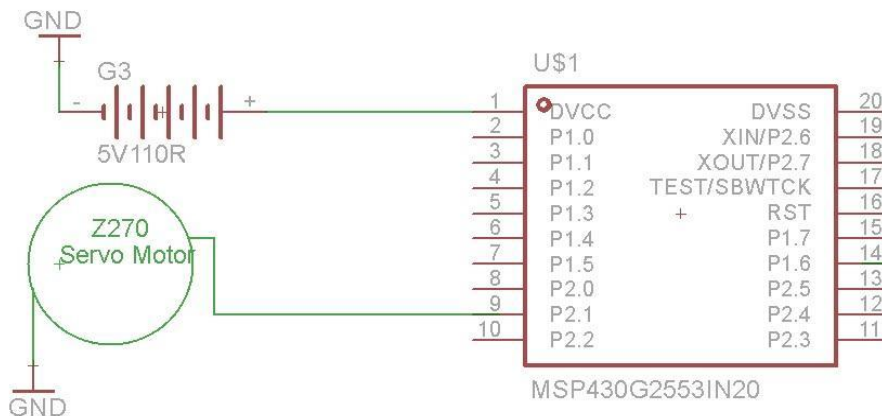 GND
G3
- +
5V110R
Z270
Servo Motor
GND
U$1
1 DVCC DVSS 20
2 P1.0 XIN/P2.6 19
3 P1.1 XOUT/P2.7 18
4 P1.2 TEST/SBWTCK 17
5 P1.3 RST 16
6 P1.4 P1.7 15
7 P1.5 P1.6 14
8 P2.0 P2.5 13
9 P2.1 P2.4 12
10 P2.2 P2.3 11
MSP430G2553IN20